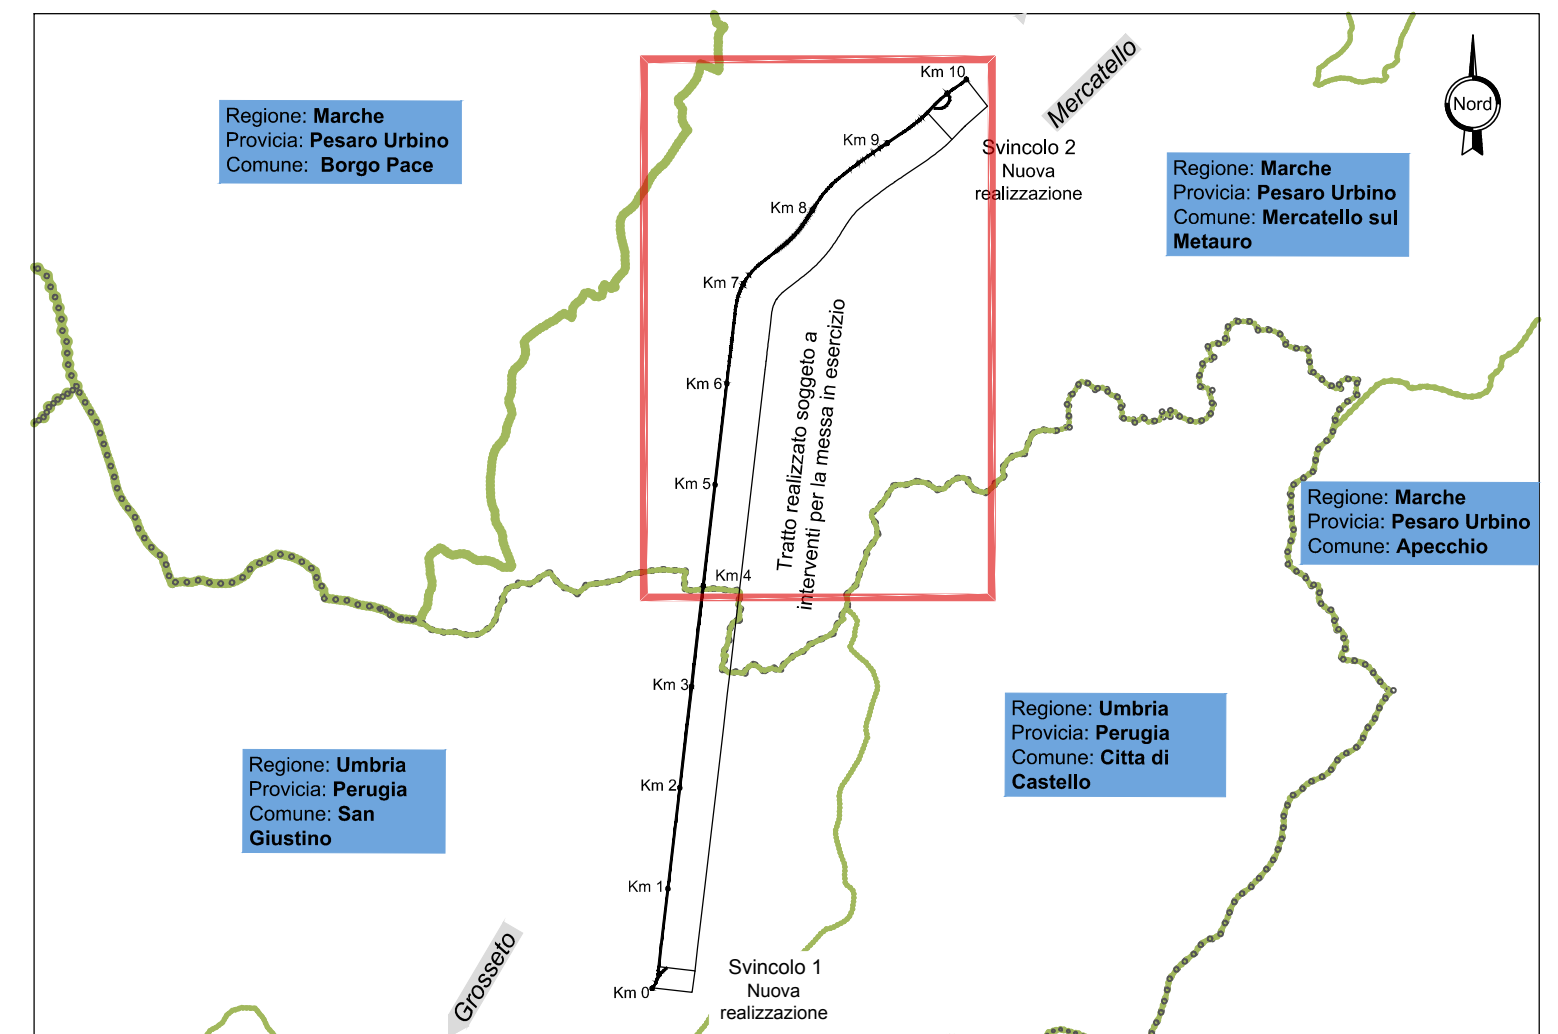 Km 10
Mercatello
Nord
Regione: Marche
Provicia: Pesaro Urbino
Comune: Borgo Pace
Km 9
Svincolo 2
Nuova
realizzazione
Regione: Marche
Provicia: Pesaro Urbino
Comune: Mercatello sul
Metauro
Km 8
Km 7
Tratto realizzato soggeto a
interventi per la messa in esercizio
Km 6
Km 5
Regione: Marche
Provicia: Pesaro Urbino
Comune: Apecchio
Km 4
Km 3
Regione: Umbria
Provicia: Perugia
Comune: Citta di
Castello
Regione: Umbria
Provicia: Perugia
Comune: San
Giustino
Km 2
Km 1
Grosseto
Svincolo 1
Nuova
realizzazione
Km 0